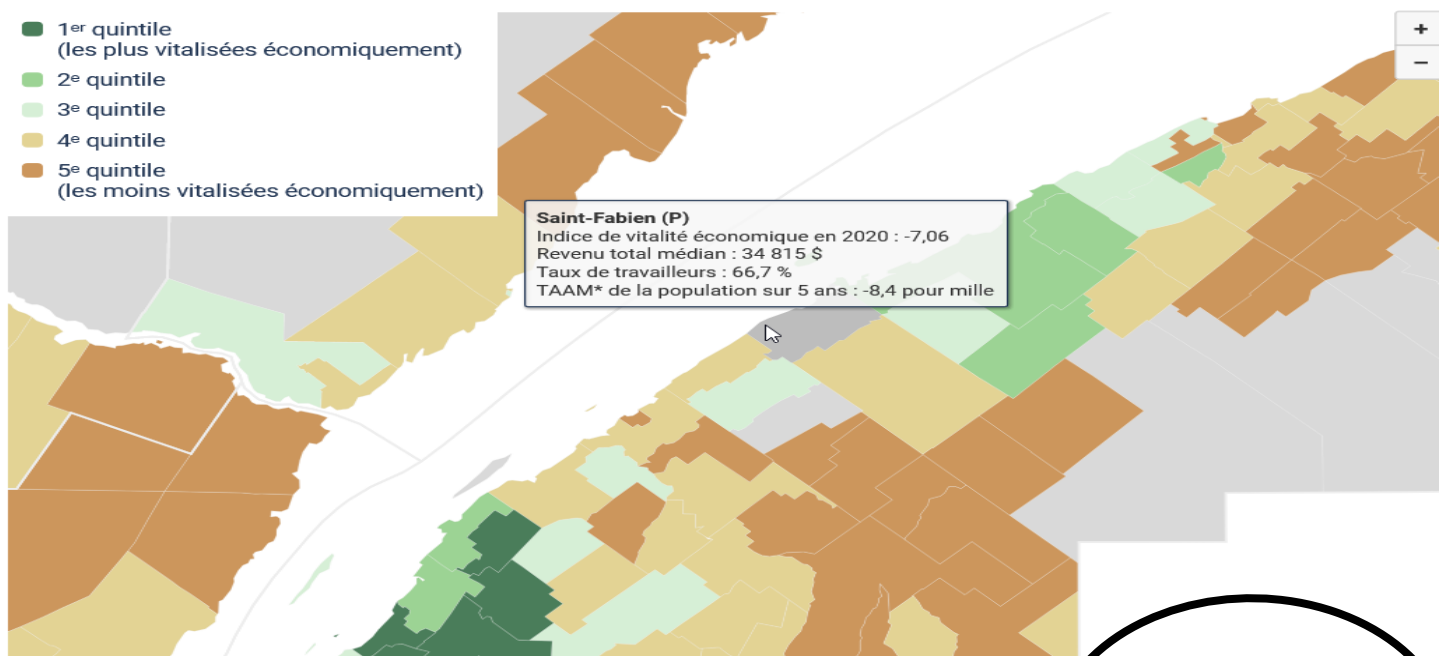 1er quintile
(les plus vitalisées économiquement)
2e quintile
3e quintile
4e quintile
5e quintile
(les moins vitalisées économiquement)
+
−
Saint-Fabien (P)
Indice de vitalité économique en 2020 : -7,06
Revenu total médian : 34 815 $
Taux de travailleurs : 66,7 %
TAAM* de la population sur 5 ans : -8,4 pour mille